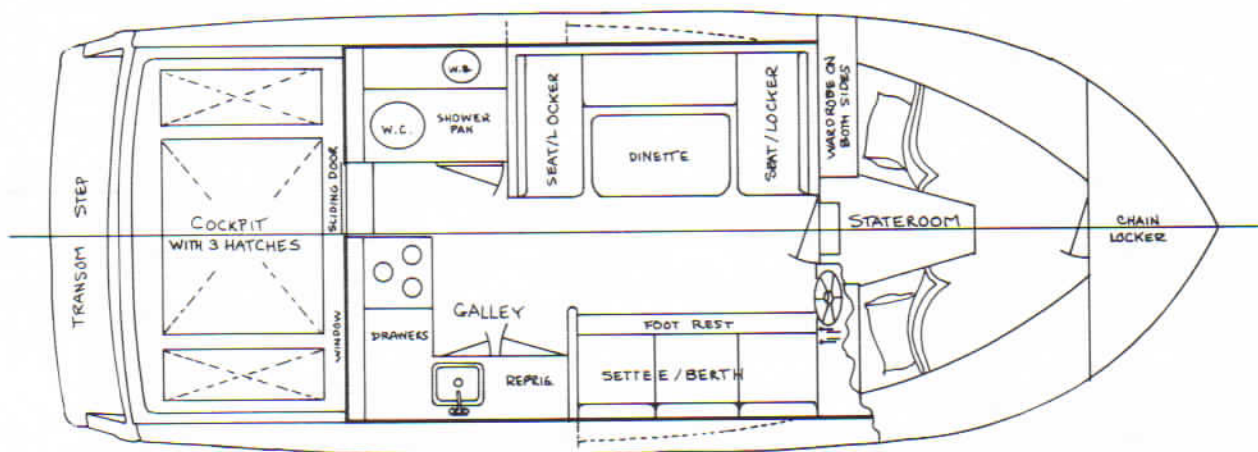 TRANSOM STEP
COCKPIT
WITH 3 HATCHES
SLIDING DOOR
WINDOW
W.B.
W.C.
SHOWER
PAN
SEAT/LOCKER
DINETTE
SEAT/LOCKER
WARDROBE ON
BOTH SIDES
STATEROOM
CHAIN
LOCKER
GALLEY
DRAWERS
REFRIG.
FOOT REST
SETTEE/BERTH